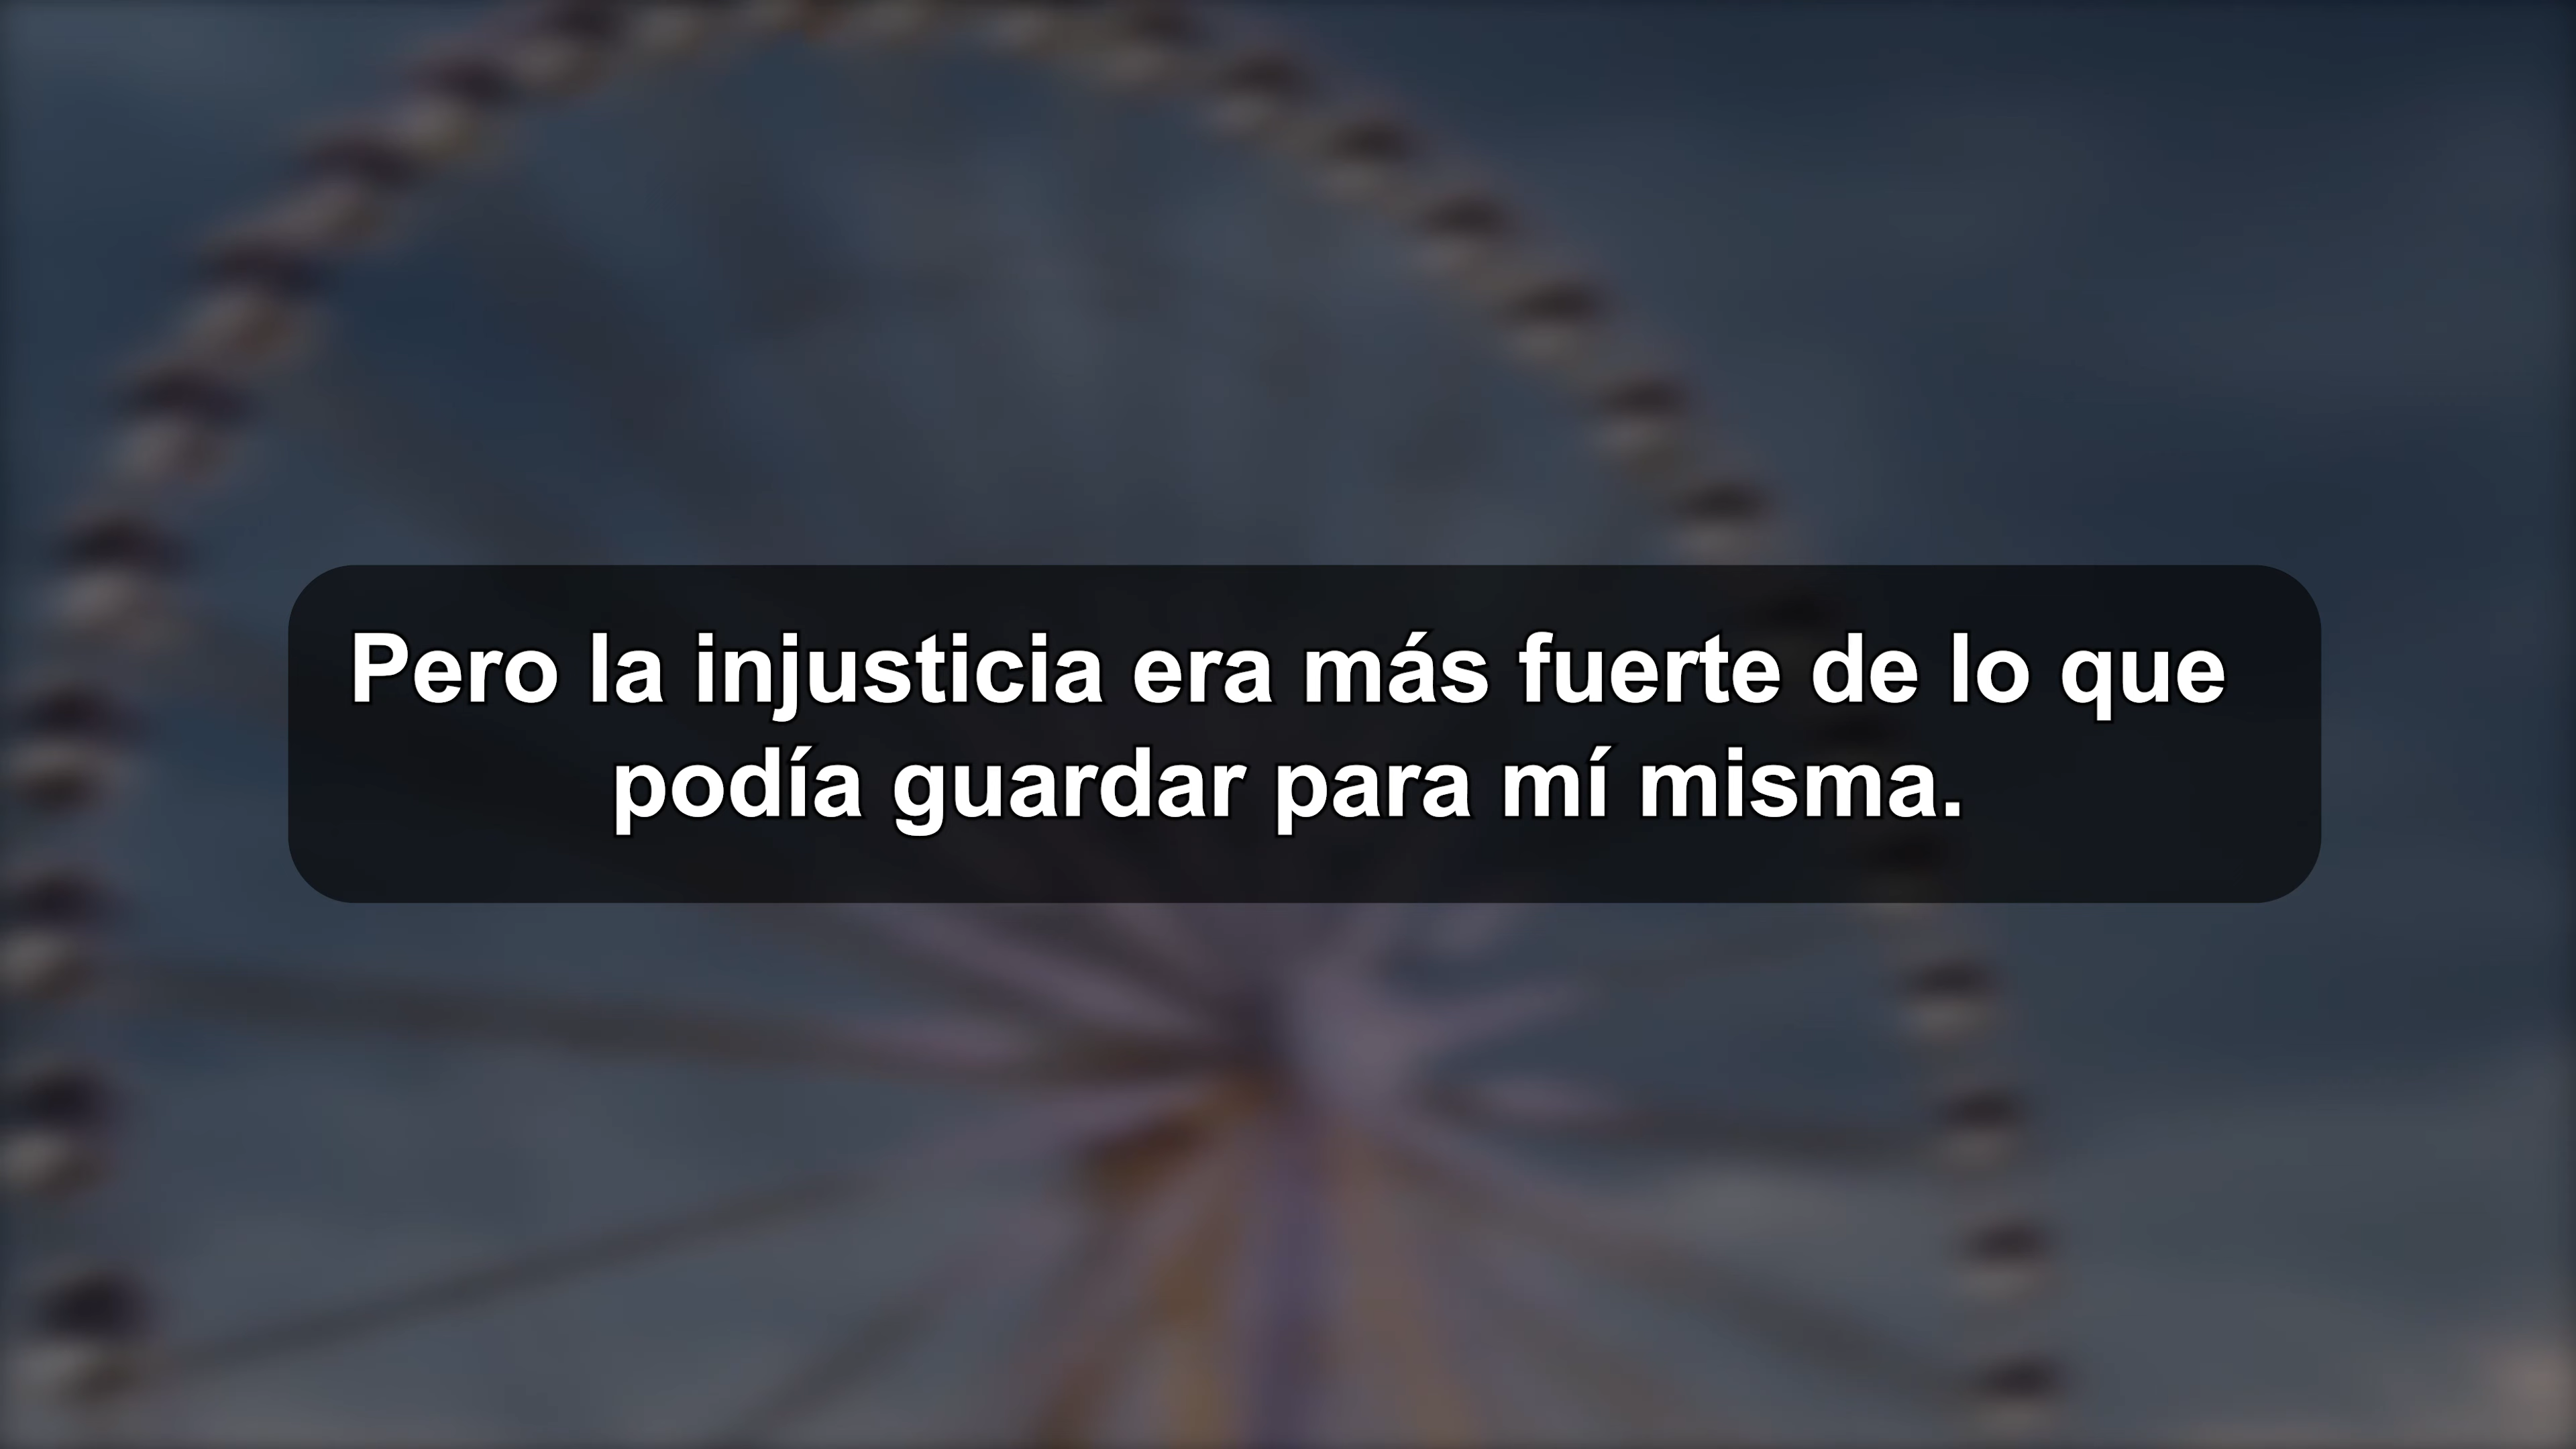 Pero la injusticia era más fuerte de lo que
podía guardar para mí misma.